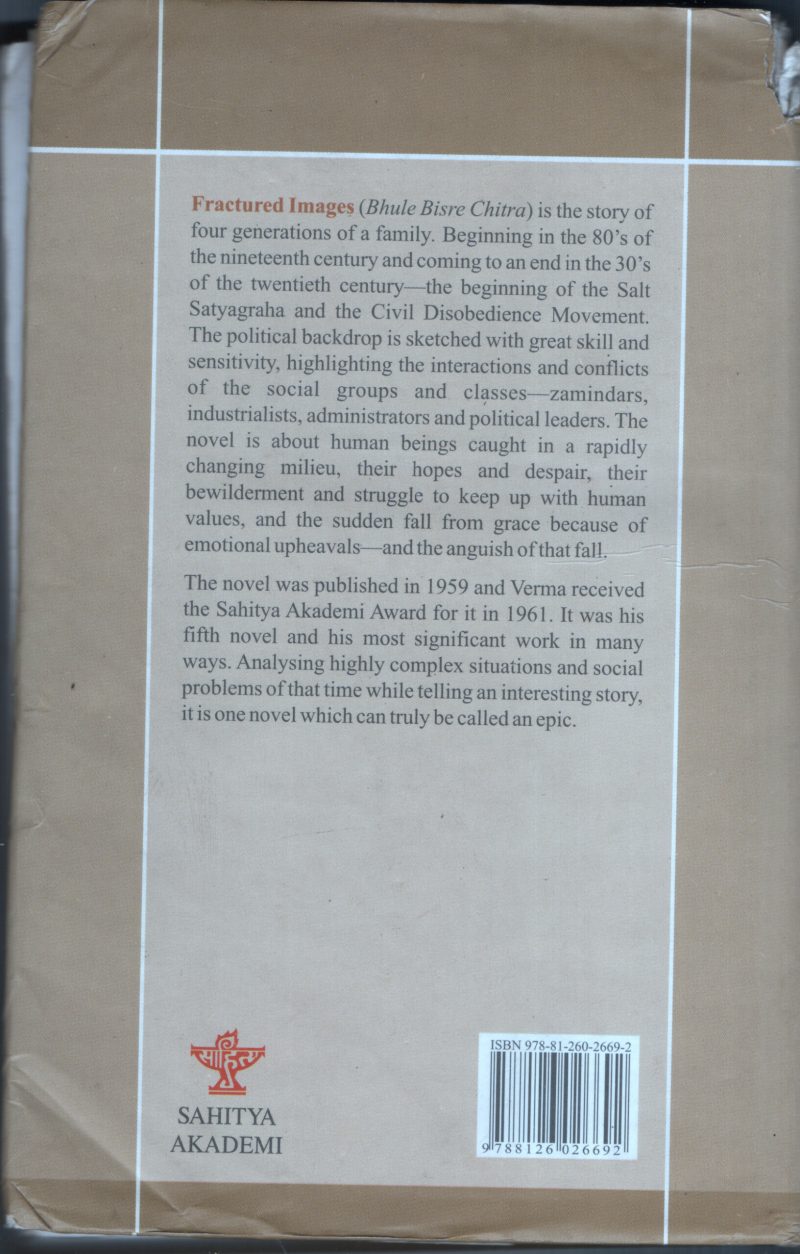 Fractured Images (Bhule Bisre Chitra) is the story of
four generations of a family. Beginning in the 80's of
the nineteenth century and coming to an end in the 30's
of the twentieth century—the beginning of the Salt
Satyagraha and the Civil Disobedience Movement.
The political backdrop is sketched with great skill and
sensitivity, highlighting the interactions and conflicts
of the social groups and classes—zamindars,
industrialists, administrators and political leaders. The
novel is about human beings caught in a rapidly
changing milieu, their hopes and despair, their
bewilderment and struggle to keep up with human
values, and the sudden fall from grace because of
emotional upheavals—and the anguish of that fall.
The novel was published in 1959 and Verma received
the Sahitya Akademi Award for it in 1961. It was his
fifth novel and his most significant work in many
ways. Analysing highly complex situations and social
problems of that time while telling an interesting story,
it is one novel which can truly be called an epic.
SAHITYA
AKADEMI
ISBN 978-81-260-2669-2
9 788126 026692